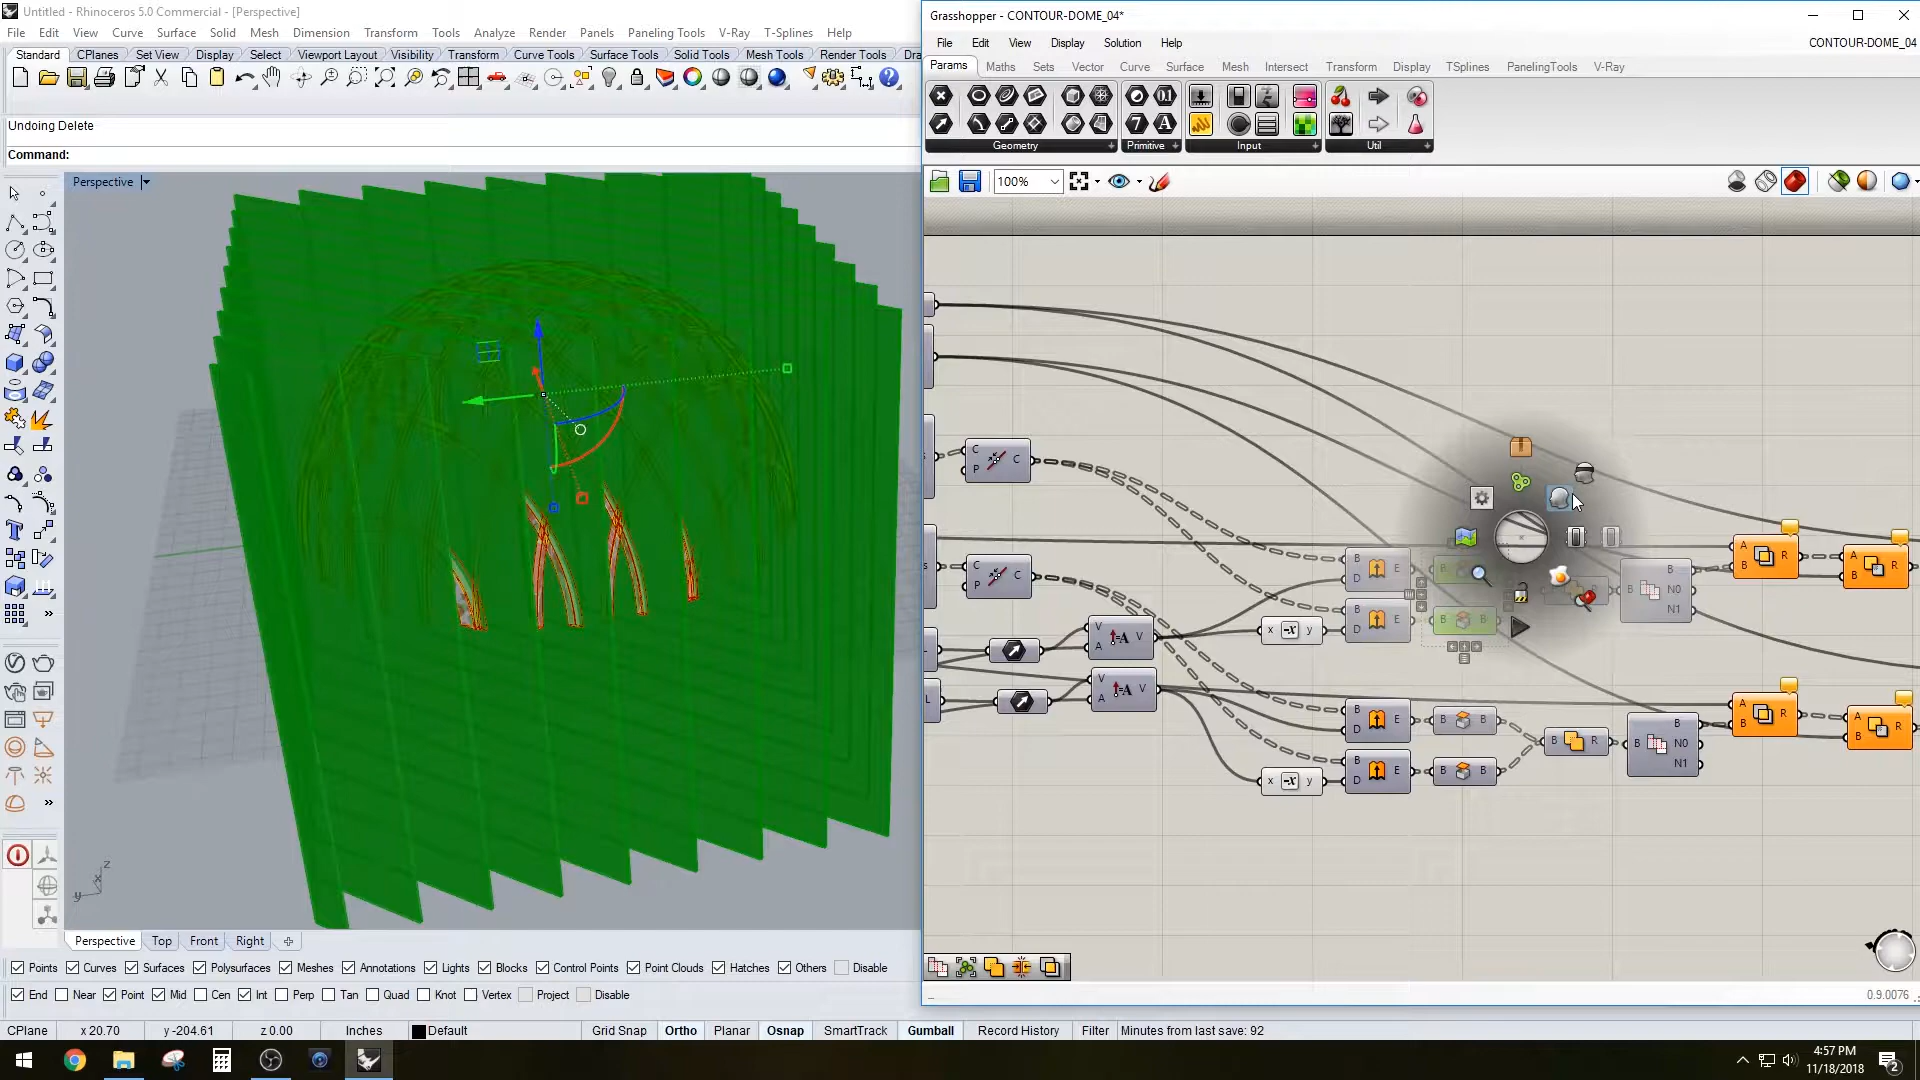 Untitled - Rhinoceros 5.0 Commercial - [Perspective]
File Edit View Curve Surface Solid Mesh Dimension Transform Tools Analyze Render Panels Paneling Tools V-Ray T-Splines Help
Standard CPlanes Set View Display Select Viewport Layout Visibility Transform Curve Tools Surface Tools Solid Tools Mesh Tools Render Tools Dra
Undoing Delete
Command:
Perspective
z
x
y
Perspective Top Front Right
Points Curves Surfaces Polysurfaces Meshes Annotations Lights Blocks Control Points Point Clouds Hatches Others Disable
End Near Point Mid Cen Int Perp Tan Quad Knot Vertex Project Disable
CPlane x 20.70 y -204.61 z 0.00 Inches Default Grid Snap Ortho Planar Osnap SmartTrack Gumball Record History Filter Minutes from last save: 92
Grasshopper - CONTOUR-DOME_04*
File Edit View Display Solution Help CONTOUR-DOME_04
Params Maths Sets Vector Curve Surface Mesh Intersect Transform Display TSplines PanelingTools V-Ray
Geometry Primitive Input Util
100%
C P C
C P C
V A V
V A V
B D E
B D E
x -x y
B
B B
B N0 N1
A B R
A B R
B D E
B D E
x -x y
B B
B B
B R
B B N0 N1
A B R
A B R
0.9.0076
4:57 PM
11/18/2018
2